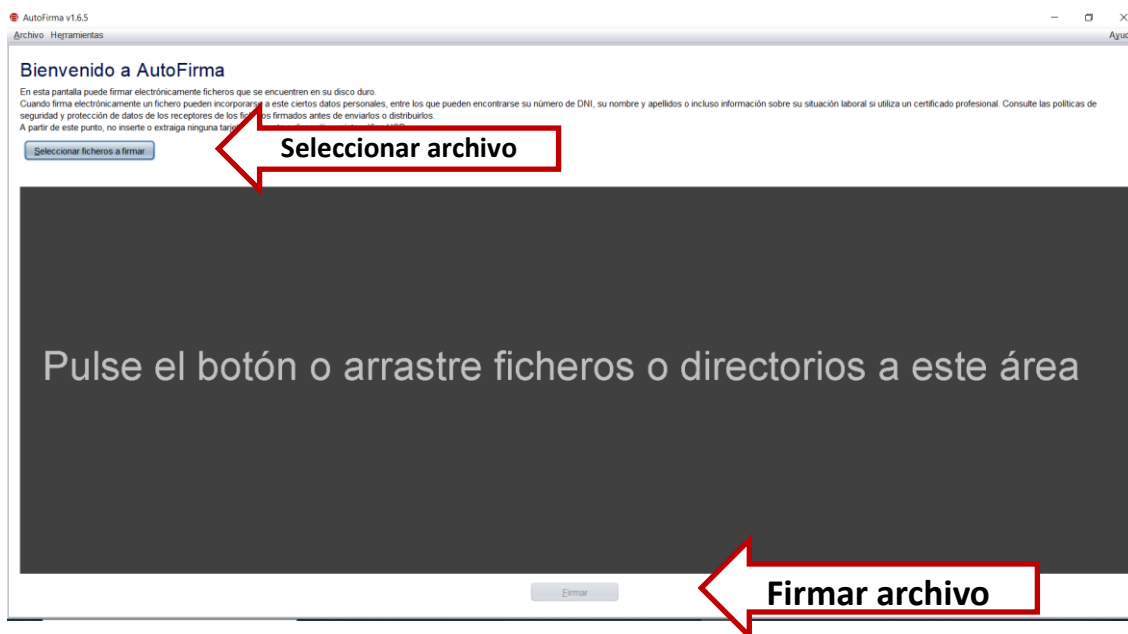 AutoFirma v1.6.5
Archivo Herramientas Ayud
Bienvenido a AutoFirma
En esta pantalla puede firmar electrónicamente ficheros que se encuentren en su disco duro.
Cuando firma electrónicamente un fichero pueden incorporarse a este ciertos datos personales, entre los que pueden encontrarse su número de DNI, su nombre y apellidos o incluso información sobre su situación laboral si utiliza un certificado profesional. Consulte las políticas de
seguridad y protección de datos de los receptores de los firmados antes de enviarlos o distribuirlos.
A partir de este punto, no inserte o extraiga ninguna
Seleccionar ficheros a firmar
Seleccionar archivo
Pulse el botón o arrastre ficheros o directorios a este área
Firmar
Firmar archivo